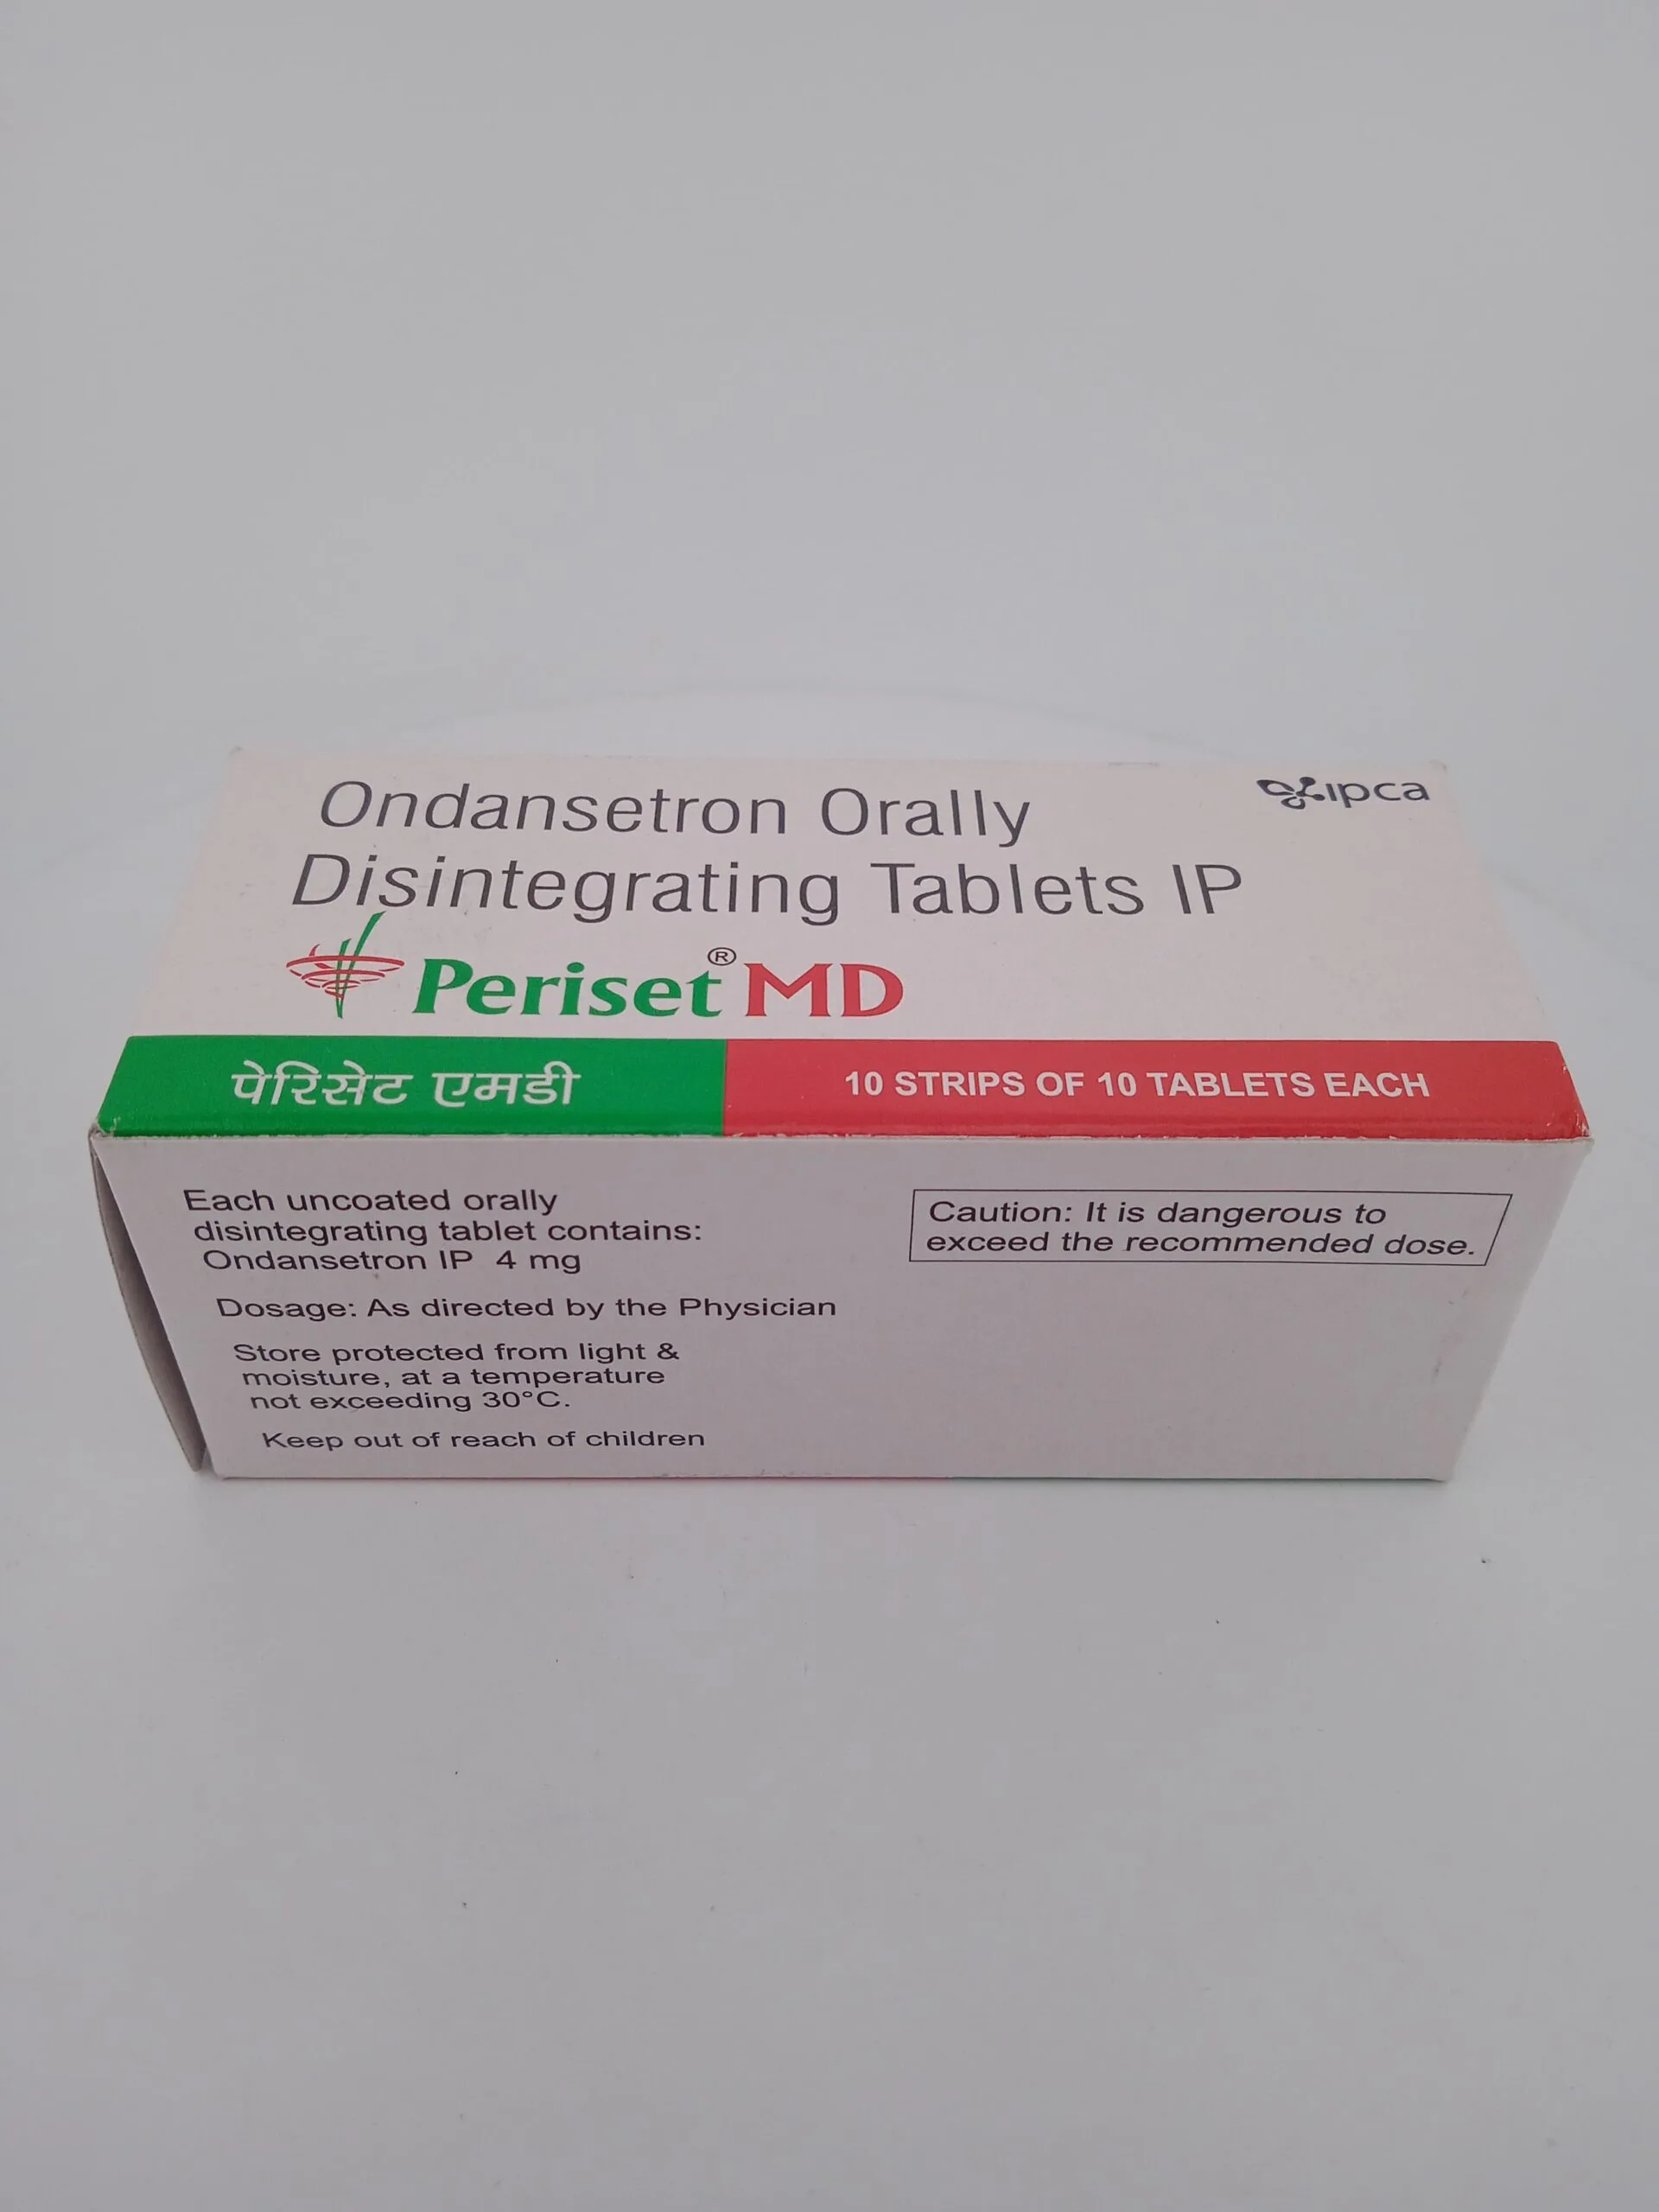 Ondansetron Orally
Disintegrating Tablets IP
ipca
Periset® MD
पेरिसेट एमडी
10 STRIPS OF 10 TABLETS EACH
Each uncoated orally
disintegrating tablet contains:
Ondansetron IP 4 mg
Dosage: As directed by the Physician
Store protected from light &
moisture, at a temperature
not exceeding 30°C.
Keep out of reach of children
Caution: It is dangerous to
exceed the recommended dose.